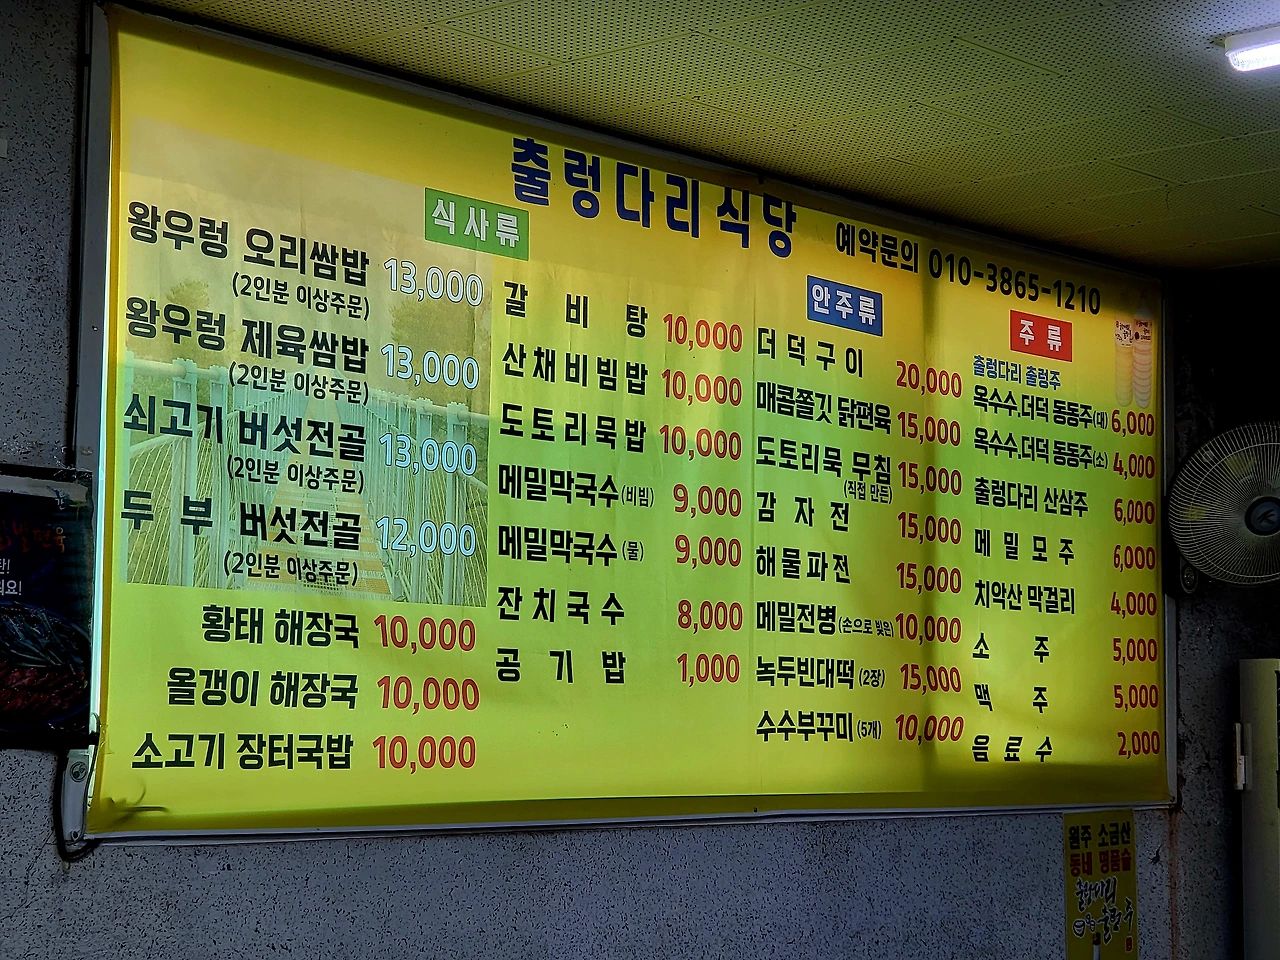 출렁다리 식당
예약문의 010-3865-1210
식사류
왕우렁 오리쌈밥 13,000
(2인분 이상주문)
왕우렁 제육쌈밥 13,000
(2인분 이상주문)
쇠고기 버섯전골 13,000
(2인분 이상주문)
두 부 버섯전골 12,000
(2인분 이상주문)
황태 해장국 10,000
올갱이 해장국 10,000
소고기 장터국밥 10,000
갈 비 탕 10,000
산채비빔밥 10,000
도토리묵밥 10,000
메밀막국수(비빔) 9,000
메밀막국수(물) 9,000
잔치국수 8,000
공 기 밥 1,000
안주류
더덕구이 20,000
매콤쫄깃 닭편육 15,000
도토리묵 무침 15,000
(직접 만든)
감 자 전 15,000
해물파전 15,000
메밀전병(손으로 빚은) 10,000
녹두빈대떡(2장) 15,000
수수부꾸미(5개) 10,000
주 류
출렁다리 출렁주
옥수수.더덕 동동주(대) 6,000
옥수수.더덕 동동주(소) 4,000
출렁다리 산삼주 6,000
메 밀 모 주 6,000
치악산 막걸리 4,000
소 주 5,000
맥 주 5,000
음 료 수 2,000
원주 소금산
동네 명품술
출렁다리
출렁주